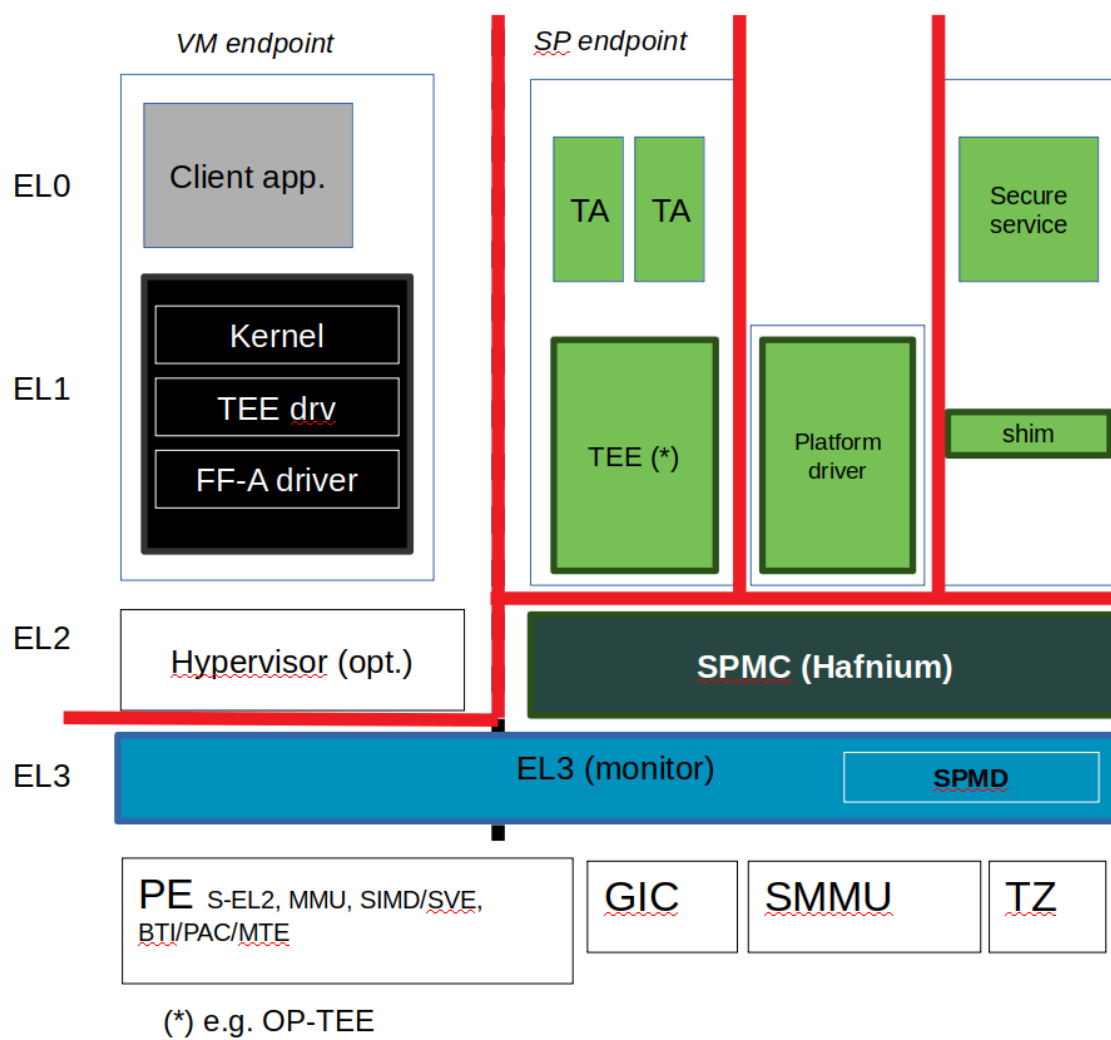 VM endpoint
SP endpoint
EL0
Client app.
TA
TA
Secure
service
EL1
Kernel
TEE drv
FF-A driver
TEE (*)
Platform
driver
shim
EL2
Hypervisor (opt.)
SPMC (Hafnium)
EL3
EL3 (monitor)
SPMD
PE S-EL2, MMU, SIMD/SVE,
BTI/PAC/MTE
GIC
SMMU
TZ
(*) e.g. OP-TEE